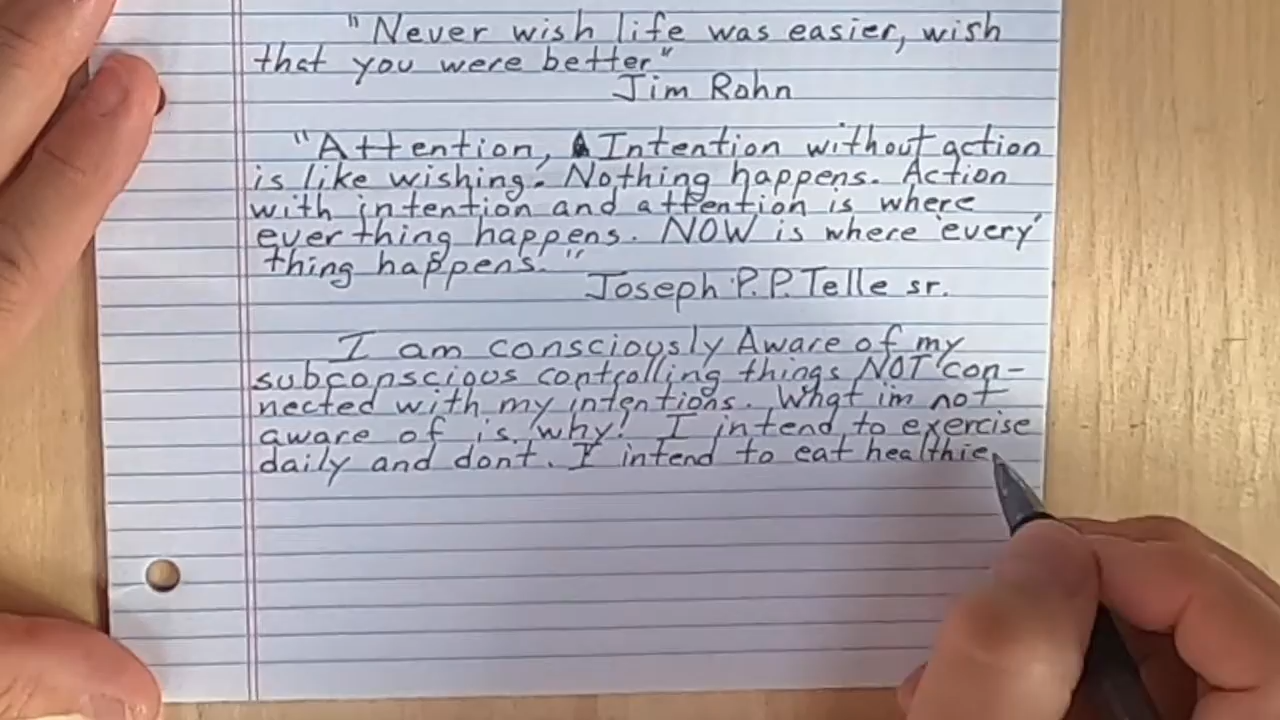 "Never wish life was easier, wish
that you were better"
Jim Rohn
"Attention, Intention without action
is like wishing. Nothing happens. Action
with intention and attention is where
everthing happens. NOW is where 'every'
thing happens."
Joseph P.P. Telle sr.
I am consciously Aware of my
subconscious controlling things NOT con-
nected with my intentions. What im not
aware of is why! I intend to exercise
daily and dont. I intend to eat healthie